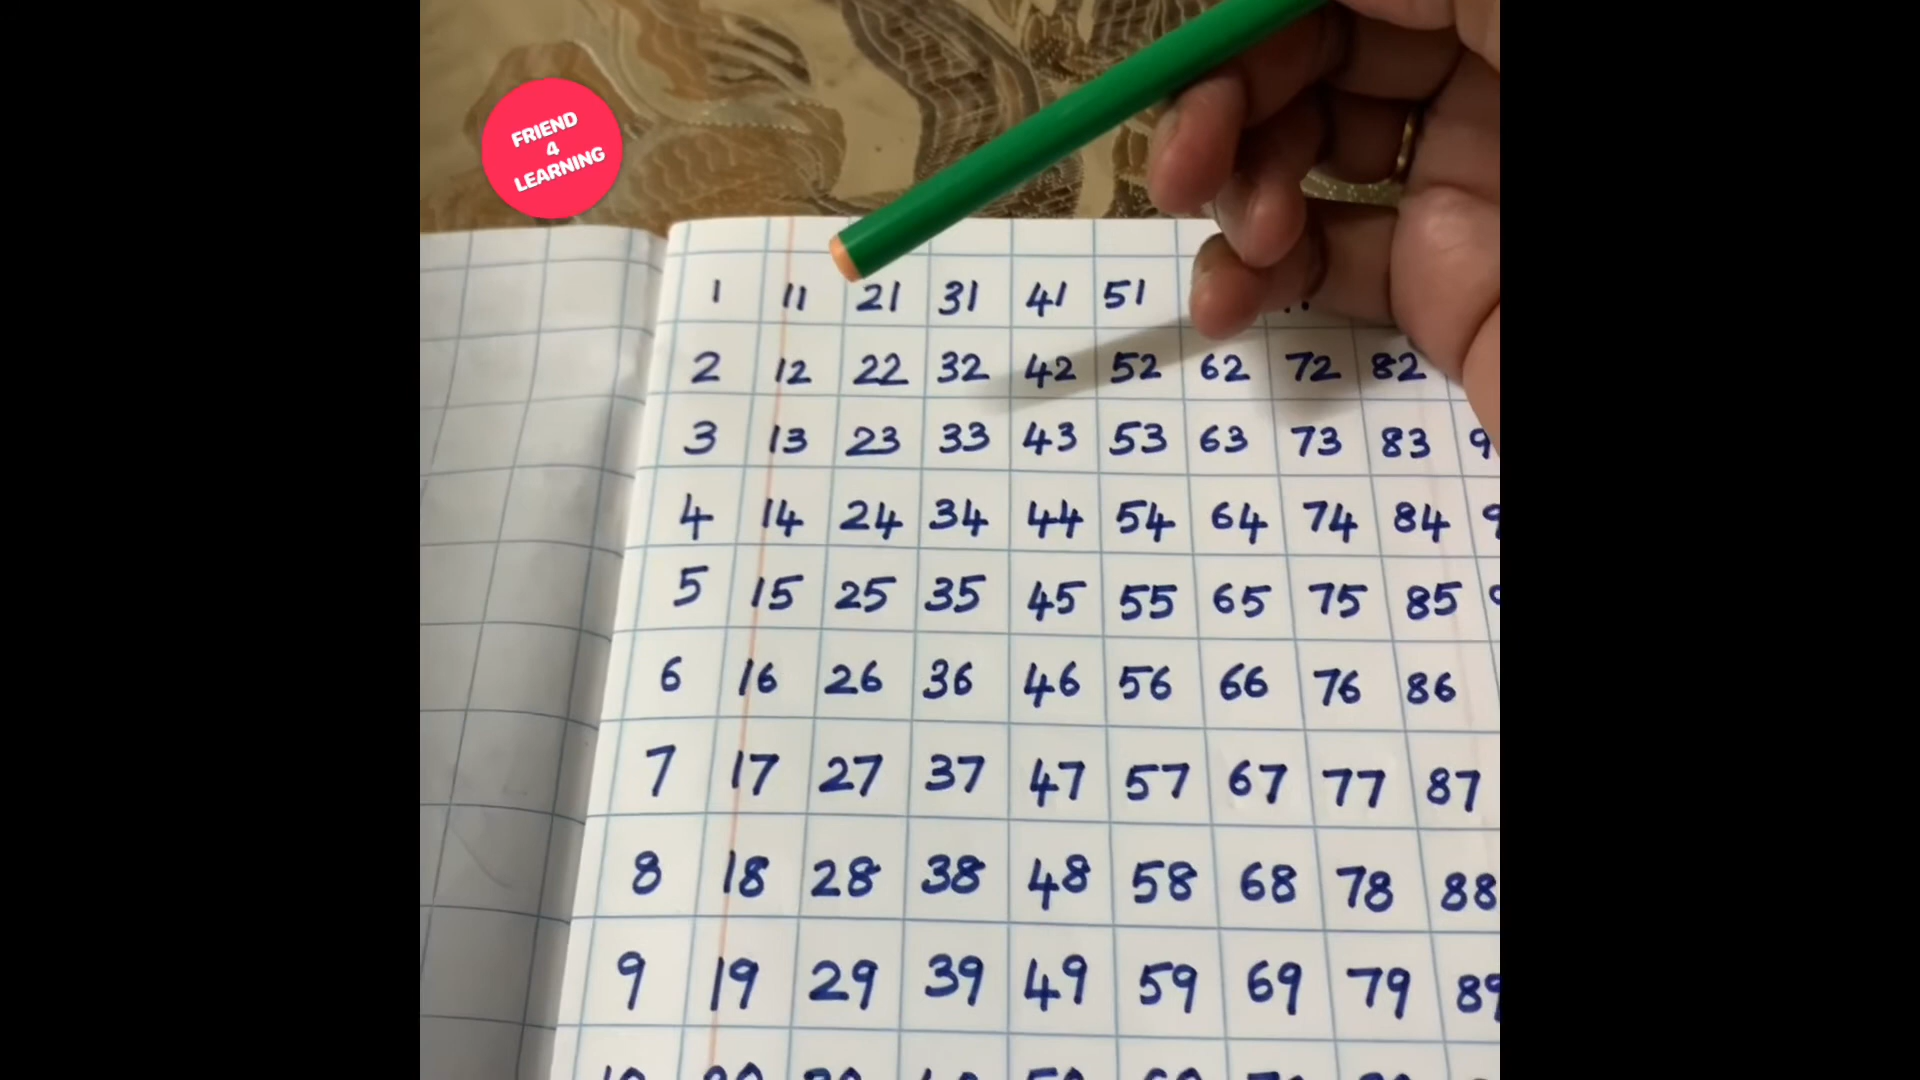 FRIEND
4
LEARNING
1 11 21 31 41 51
2 12 22 32 42 52 62 72 82
3 13 23 33 43 53 63 73 83
4 14 24 34 44 54 64 74 84
5 15 25 35 45 55 65 75 85
6 16 26 36 46 56 66 76 86
7 17 27 37 47 57 67 77 87
8 18 28 38 48 58 68 78 88
9 19 29 39 49 59 69 79 89